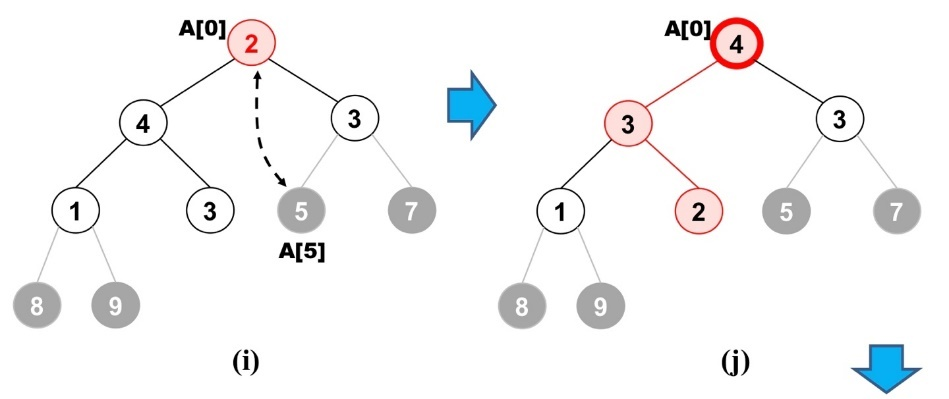 A[0] 2 A[0] 4
4 3 3 3
1 3 5 7 1 2 5 7
A[5]
8 9 8 9
(i) (j)